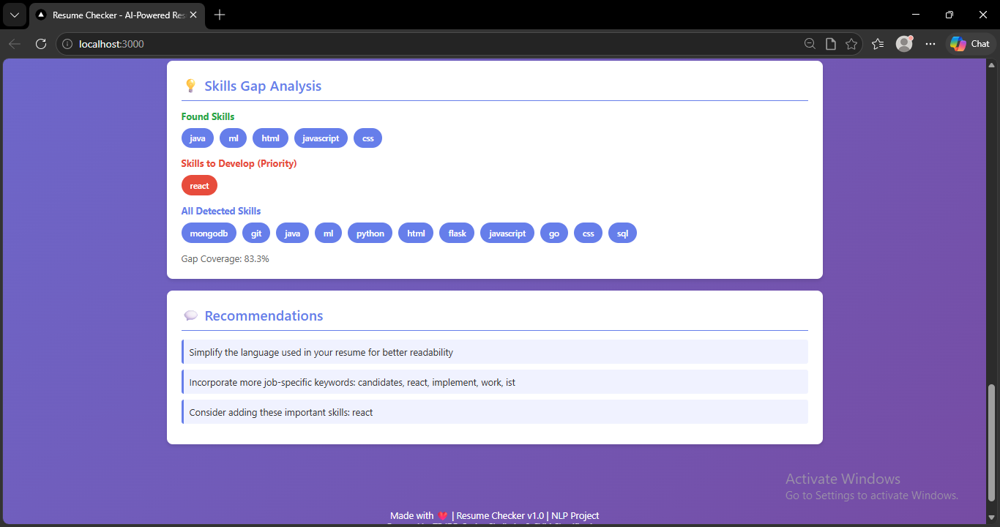 Resume Checker - AI-Powered Res
localhost:3000
Chat
Skills Gap Analysis
Found Skills
java ml html javascript css
Skills to Develop (Priority)
react
All Detected Skills
mongodb git java ml python html flask javascript go css sql
Gap Coverage: 83.3%
Recommendations
Simplify the language used in your resume for better readability
Incorporate more job-specific keywords: candidates, react, implement, work, ist
Consider adding these important skills: react
Activate Windows
Go to Settings to activate Windows.
Made with ❤️ | Resume Checker v1.0 | NLP Project